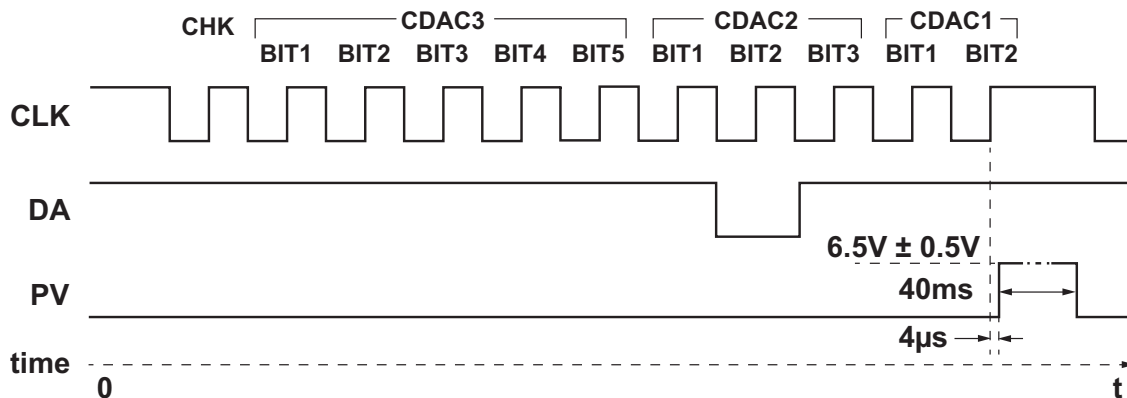 CHK CDAC3 CDAC2 CDAC1
BIT1 BIT2 BIT3 BIT4 BIT5 BIT1 BIT2 BIT3 BIT1 BIT2
CLK
DA
6.5V ± 0.5V
PV
40ms
4µs
time
0 t